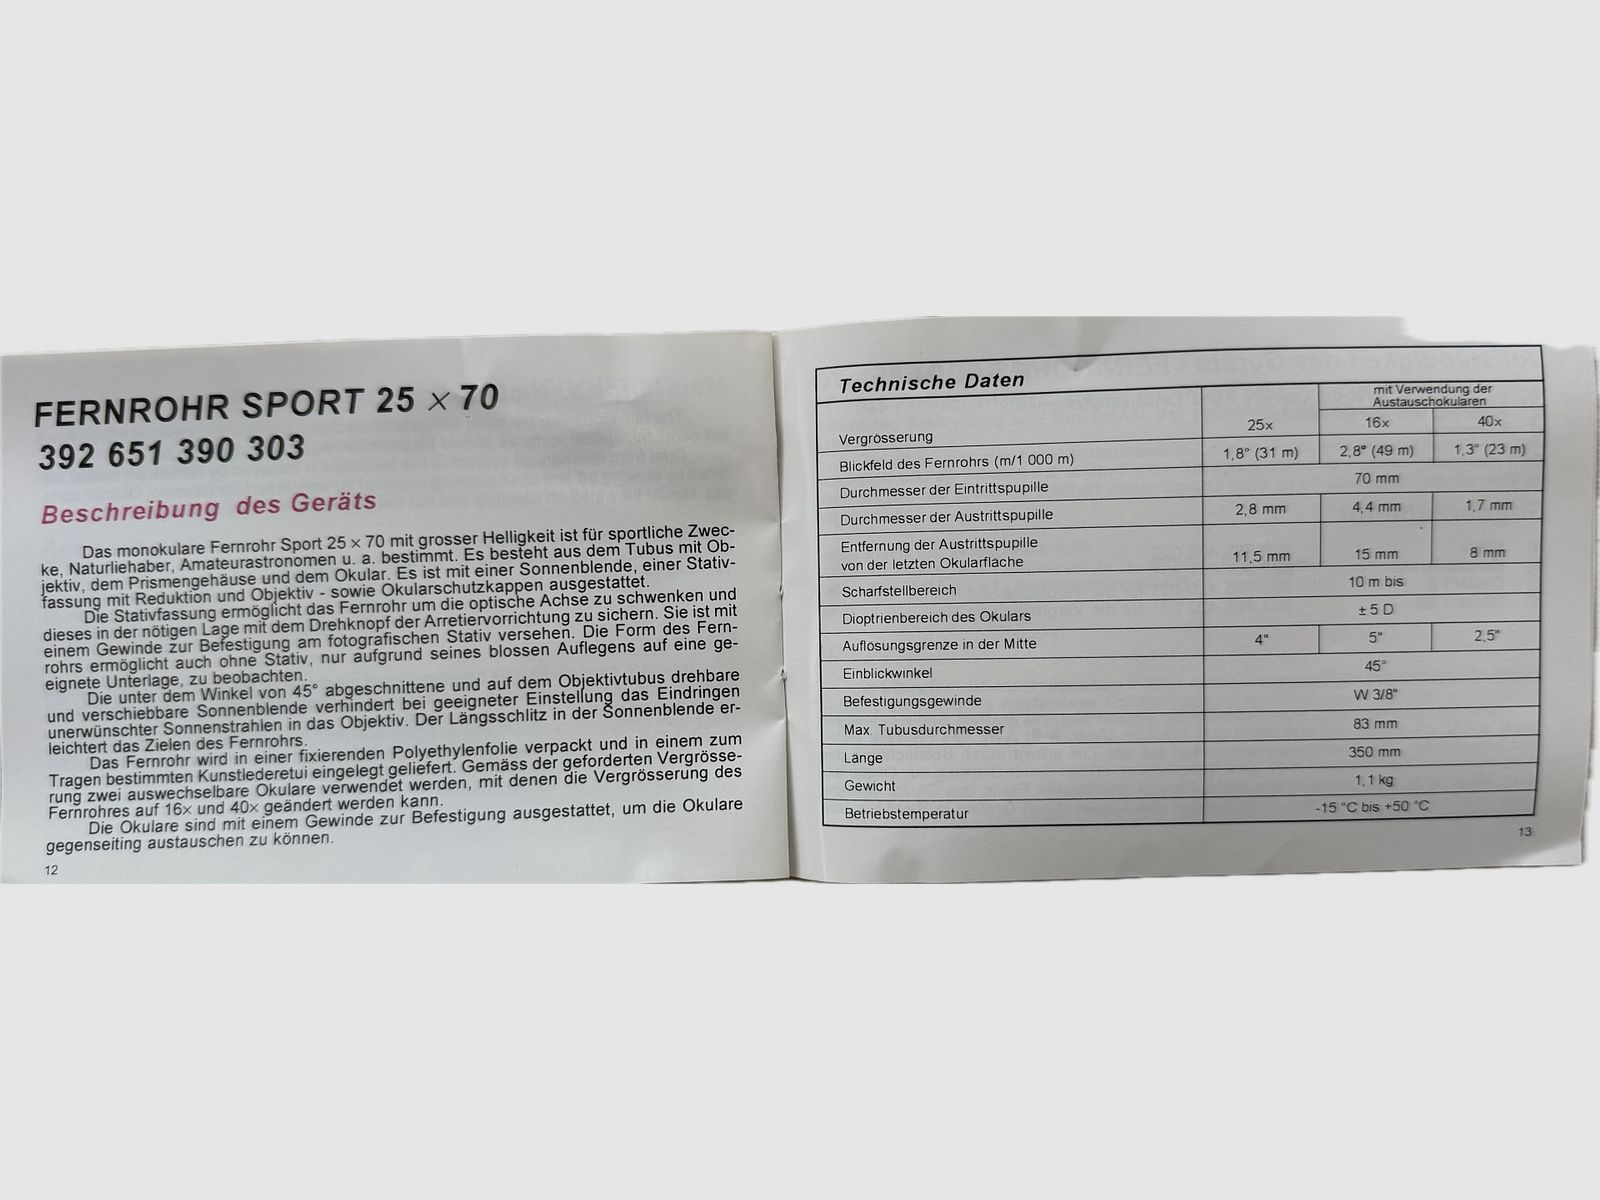 FERNROHR SPORT 25 × 70
392 651 390 303
Beschreibung des Geräts
Das monokulare Fernrohr Sport 25 × 70 mit grosser Helligkeit ist für sportliche Zwec-
ke, Naturliehaber, Amateurastronomen u. a. bestimmt. Es besteht aus dem Tubus mit Ob-
jektiv, dem Prismengehäuse und dem Okular. Es ist mit einer Sonnenblende, einer Stativ-
fassung mit Reduktion und Objektiv - sowie Okularschutzkappen ausgestattet.
Die Stativfassung ermöglicht das Fernrohr um die optische Achse zu schwenken und
dieses in der nötigen Lage mit dem Drehknopf der Arretiervorrichtung zu sichern. Sie ist mit
einem Gewinde zur Befestigung am fotografischen Stativ versehen. Die Form des Fern-
rohrs ermöglicht auch ohne Stativ, nur aufgrund seines blossen Auflegens auf eine ge-
eignete Unterlage, zu beobachten.
Die unter dem Winkel von 45° abgeschnittene und auf dem Objektivtubus drehbare
und verschiebbare Sonnenblende verhindert bei geeigneter Einstellung das Eindringen
unerwünschter Sonnenstrahlen in das Objektiv. Der Längsschlitz in der Sonnenblende er-
leichtert das Zielen des Fernrohrs.
Das Fernrohr wird in einer fixierenden Polyethylenfolie verpackt und in einem zum
Tragen bestimmten Kunstlederetui eingelegt geliefert. Gemäss der geforderten Vergrösse-
rung zwei auswechselbare Okulare verwendet werden, mit denen die Vergrösserung des
Fernrohres auf 16× und 40× geändert werden kann.
Die Okulare sind mit einem Gewinde zur Befestigung ausgestattet, um die Okulare
gegenseiting austauschen zu können.
12
Technische Daten
mit Verwendung der
Austauschokularen
Vergrösserung 25x 16x 40x
Blickfeld des Fernrohrs (m/1 000 m) 1,8° (31 m) 2,8° (49 m) 1,3° (23 m)
Durchmesser der Eintrittspupille 70 mm
Durchmesser der Austrittspupille 2,8 mm 4,4 mm 1,7 mm
Entfernung der Austrittspupille
von der letzten Okularfläche 11,5 mm 15 mm 8 mm
Scharfstellbereich 10 m bis
Dioptrienbereich des Okulars ± 5 D
Auflösungsgrenze in der Mitte 4" 5" 2,5"
Einblickwinkel 45°
Befestigungsgewinde W 3/8"
Max. Tubusdurchmesser 83 mm
Länge 350 mm
Gewicht 1,1 kg
Betriebstemperatur -15 °C bis +50 °C
13